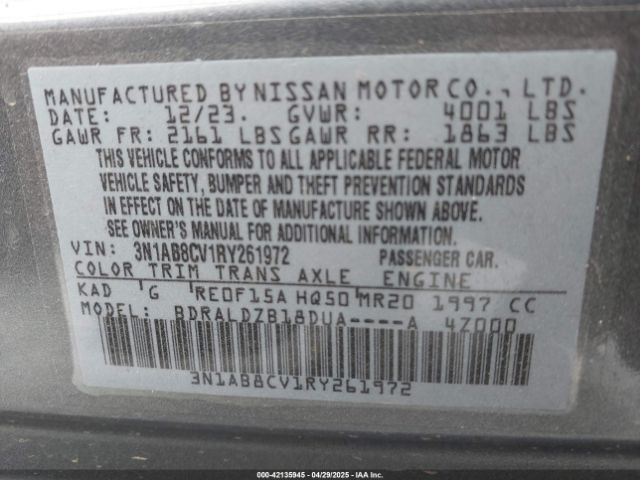 MANUFACTURED BY NISSAN MOTOR CO., LTD.
DATE: 12/23. GVWR: 4001 LBS
GAWR FR: 2161 LBS GAWR RR: 1863 LBS
THIS VEHICLE CONFORMS TO ALL APPLICABLE FEDERAL MOTOR
VEHICLE SAFETY, BUMPER AND THEFT PREVENTION STANDARDS
IN EFFECT ON THE DATE OF MANUFACTURE SHOWN ABOVE.
SEE OWNER'S MANUAL FOR ADDITIONAL INFORMATION.
VIN: 3N1AB8CV1RY261972 PASSENGER CAR.
COLOR TRIM TRANS AXLE ENGINE
KAD G RE0F15A HQ50 MR20 1997 CC
MODEL: BDRALDZB18DUA----A 4Z000
3N1AB8CV1RY261972
000-42135945 - 04/29/2025 - IAA Inc.